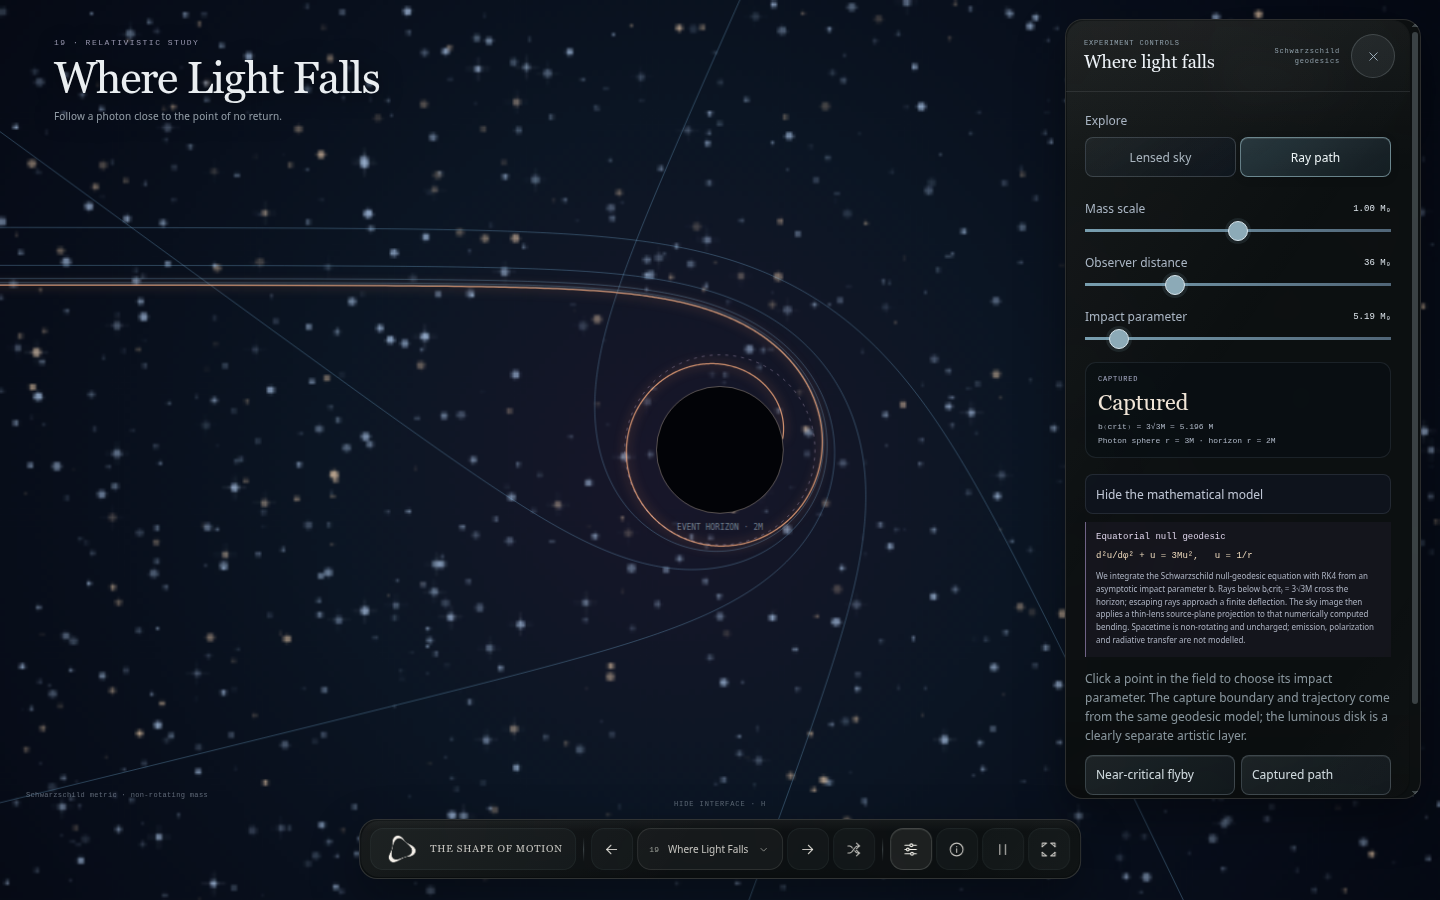 19 · RELATIVISTIC STUDY
Where Light Falls
Follow a photon close to the point of no return.
EXPERIMENT CONTROLS
Where light falls
Schwarzschild
geodesics
Explore
Lensed sky
Ray path
Mass scale
1.00 M₀
Observer distance
36 M₀
Impact parameter
5.19 M₀
CAPTURED
Captured
b₍crit₎ = 3√3M = 5.196 M
Photon sphere r = 3M · horizon r = 2M
Hide the mathematical model
Equatorial null geodesic
d²u/dφ² + u = 3Mu², u = 1/r
We integrate the Schwarzschild null-geodesic equation with RK4 from an
asymptotic impact parameter b. Rays below b₍crit₎ = 3√3M cross the
horizon; escaping rays approach a finite deflection. The sky image then
applies a thin-lens source-plane projection to that numerically computed
bending. Spacetime is non-rotating and uncharged; emission, polarization
and radiative transfer are not modelled.
Click a point in the field to choose its impact
parameter. The capture boundary and trajectory come
from the same geodesic model; the luminous disk is a
clearly separate artistic layer.
Near-critical flyby
Captured path
EVENT HORIZON · 2M
Schwarzschild metric · non-rotating mass
HIDE INTERFACE · H
THE SHAPE OF MOTION
19 Where Light Falls